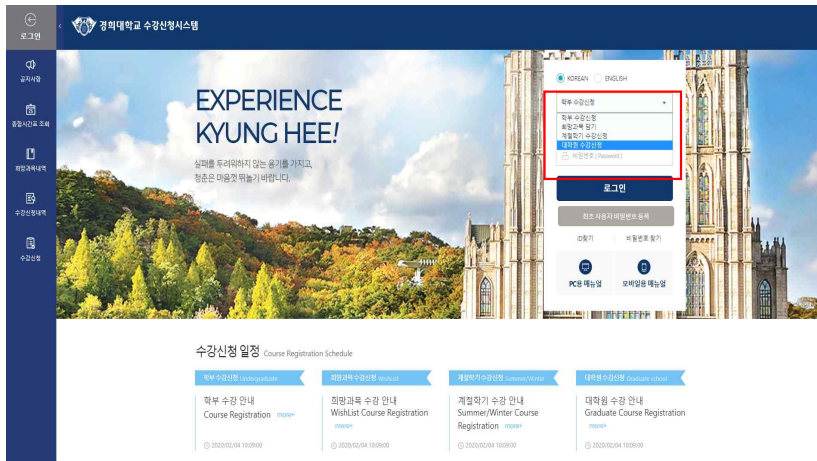 로그인
공지사항
종합시간표 조회
희망과목내역
수강신청내역
수강신청
경희대학교 수강신청시스템
EXPERIENCE
KYUNG HEE!
실패를 두려워하지 않는 용기를 가지고,
청춘은 마음껏 뛰놀기 바랍니다.
KOREAN ENGLISH
학부 수강신청
학부 수강신청
희망과목 담기
계절학기 수강신청
대학원 수강신청
비밀번호 ( Password )
로그인
최초 사용자 비밀번호 등록
ID찾기 비밀번호 찾기
PC용 메뉴얼 모바일용 메뉴얼
수강신청 일정 Course Registration Schedule
학부 수강신청 Undergraduate
학부 수강 안내
Course Registration more+
2020/02/04 10:09:00
희망과목 수강신청 Wishlist
희망과목 수강 안내
WishList Course Registration
more+
2020/02/04 10:09:00
계절학기 수강신청 Summer/Winter
계절학기 수강 안내
Summer/Winter Course
Registration more+
2020/02/04 10:09:00
대학원 수강신청 Graduate school
대학원 수강 안내
Graduate Course Registration
more+
2020/02/04 10:09:00